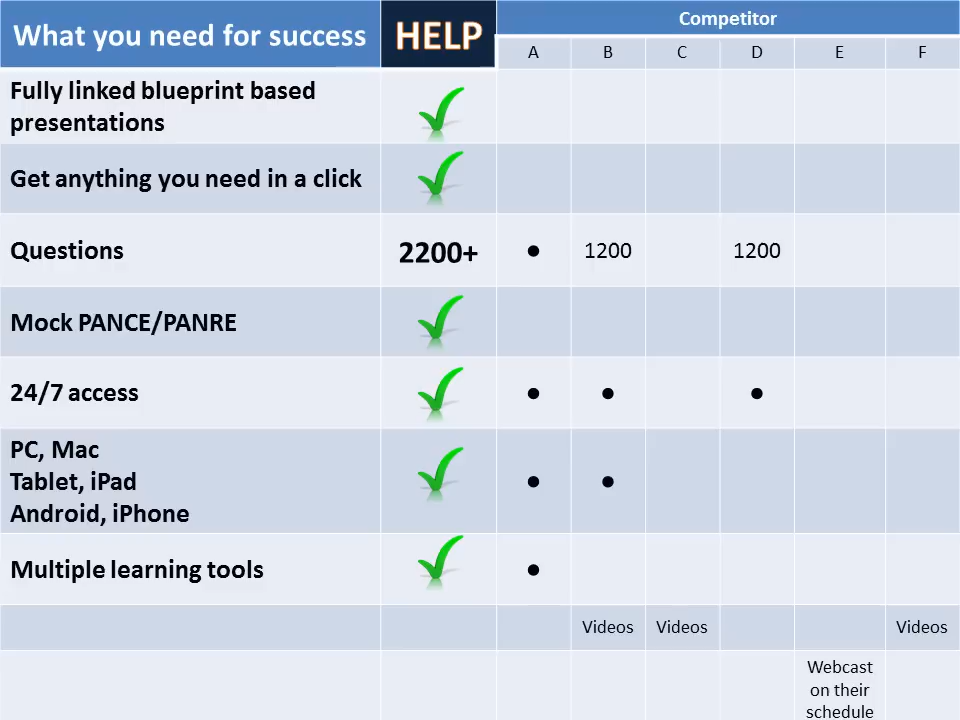 What you need for success
HELP
Competitor
A B C D E F
Fully linked blueprint based
presentations
Get anything you need in a click
Questions 2200+ • 1200 1200
Mock PANCE/PANRE
24/7 access • • •
PC, Mac
Tablet, iPad • •
Android, iPhone
Multiple learning tools •
Videos Videos Videos
Webcast
on their
schedule